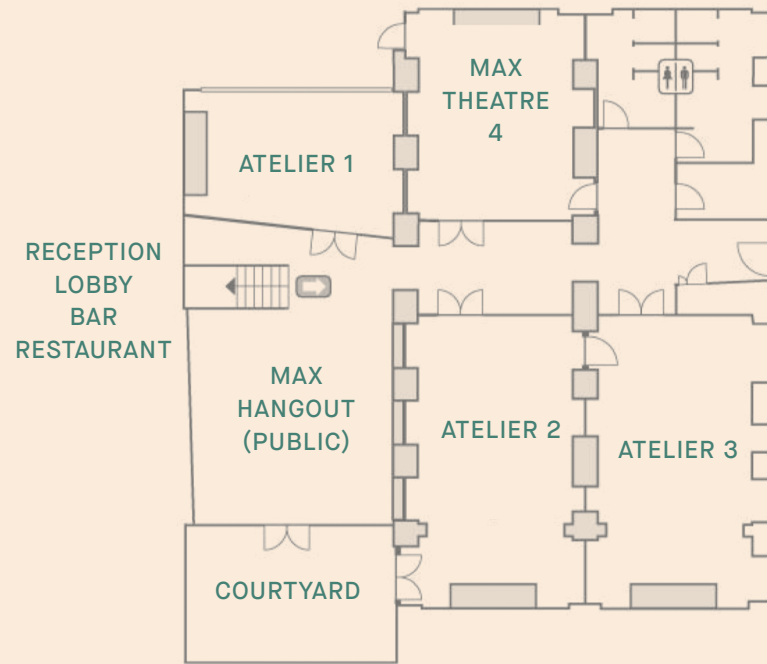 MAX
THEATRE
4
ATELIER 1
RECEPTION
LOBBY
BAR
RESTAURANT
MAX
HANGOUT
(PUBLIC)
ATELIER 2
ATELIER 3
COURTYARD